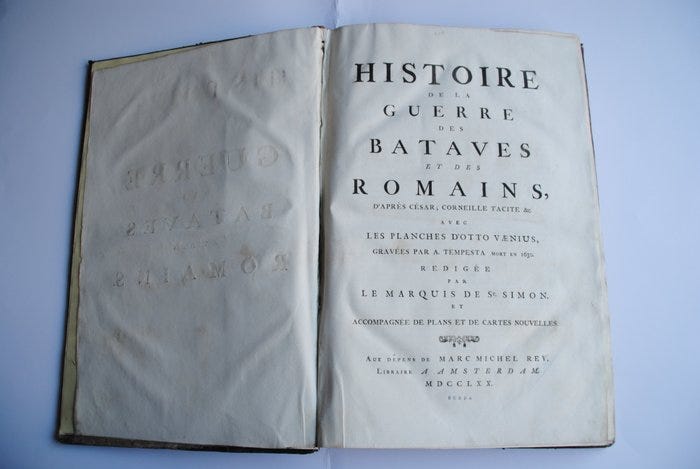 HISTOIRE
DE LA
GUERRE
DES
BATAVES
ET DES
ROMAINS,
D'APRÈS CÉSAR, CORNEILLE TACITE &c
AVEC
LES PLANCHES D'OTTO VÆNIUS,
GRAVÉES PAR A. TEMPESTA MORT EN 1630.
REDIGÉE
PAR
LE MARQUIS DE St. SIMON.
ET
ACCOMPAGNÉE DE PLANS ET DE CARTES NOUVELLES
AUX DÉPENS DE MARC MICHEL REY,
LIBRAIRE A AMSTERDAM.
MDCCLXX.